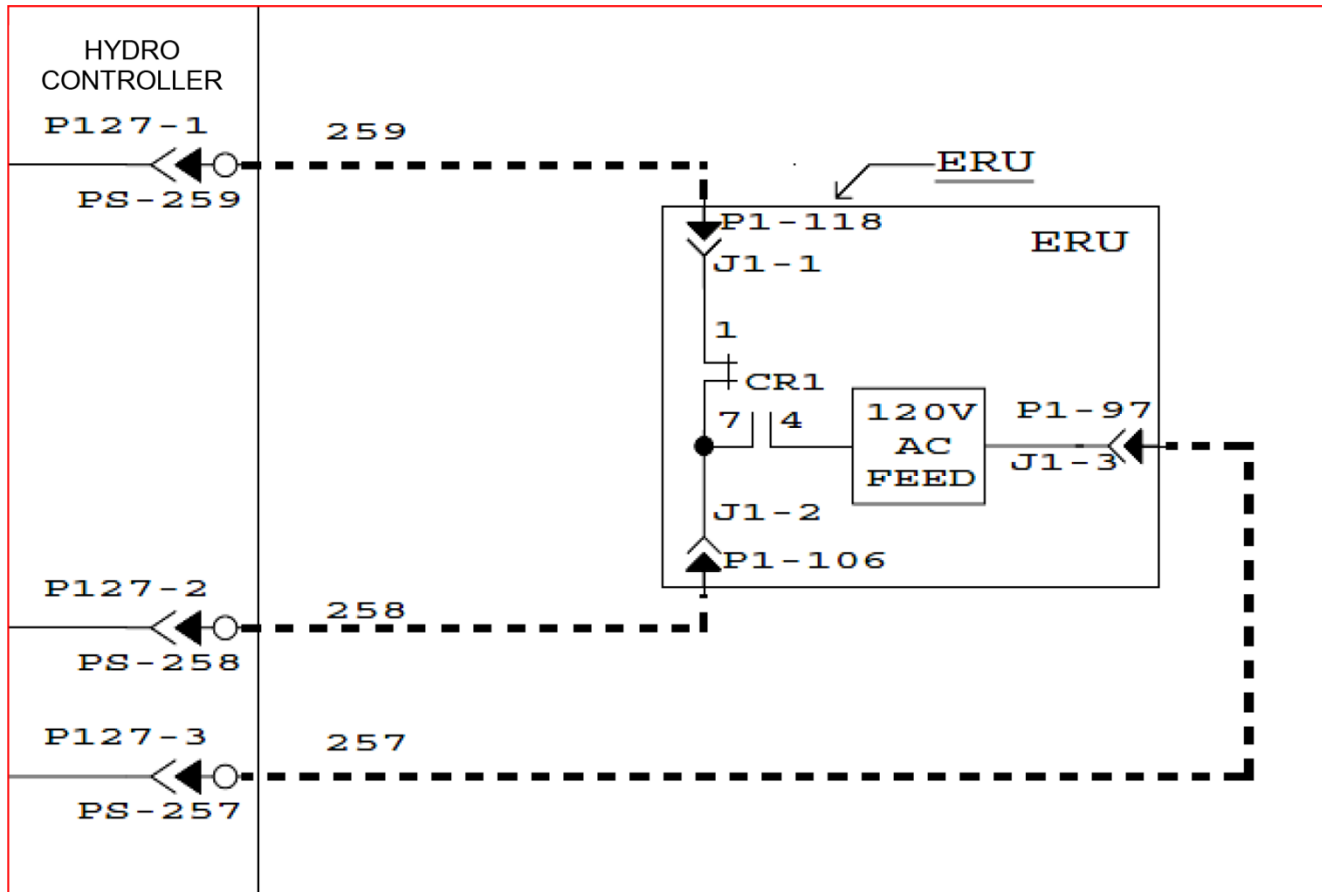 HYDRO
CONTROLLER
P127-1
259
PS-259
ERU
P1-118
ERU
J1-1
1
CR1
7 4
120V
AC
FEED
P1-97
J1-3
J1-2
P1-106
P127-2
258
PS-258
P127-3
257
PS-257